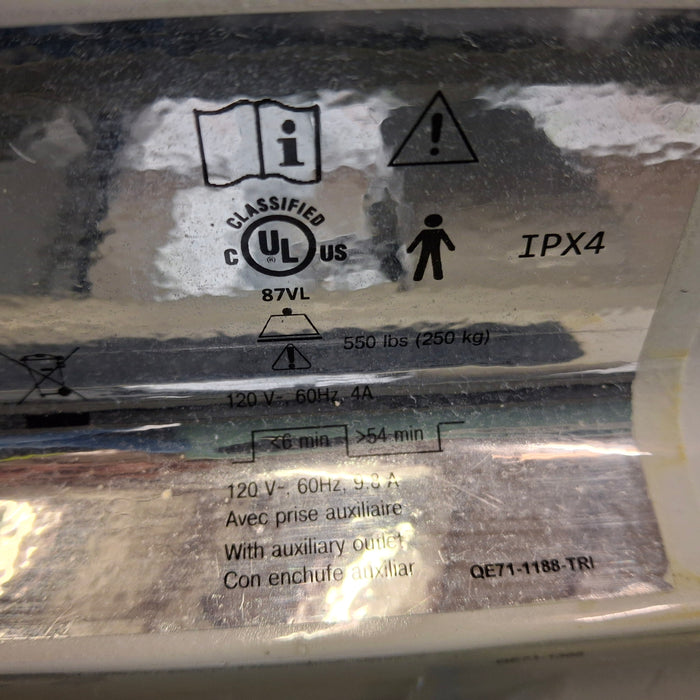 CLASSIFIED
C UL US
87VL
IPX4
550 lbs (250 kg)
120 V~, 60Hz, 4A
<6 min >54 min
120 V~, 60Hz, 9.8 A
Avec prise auxiliaire
With auxiliary outlet
Con enchufe auxiliar
QE71-1188-TRI